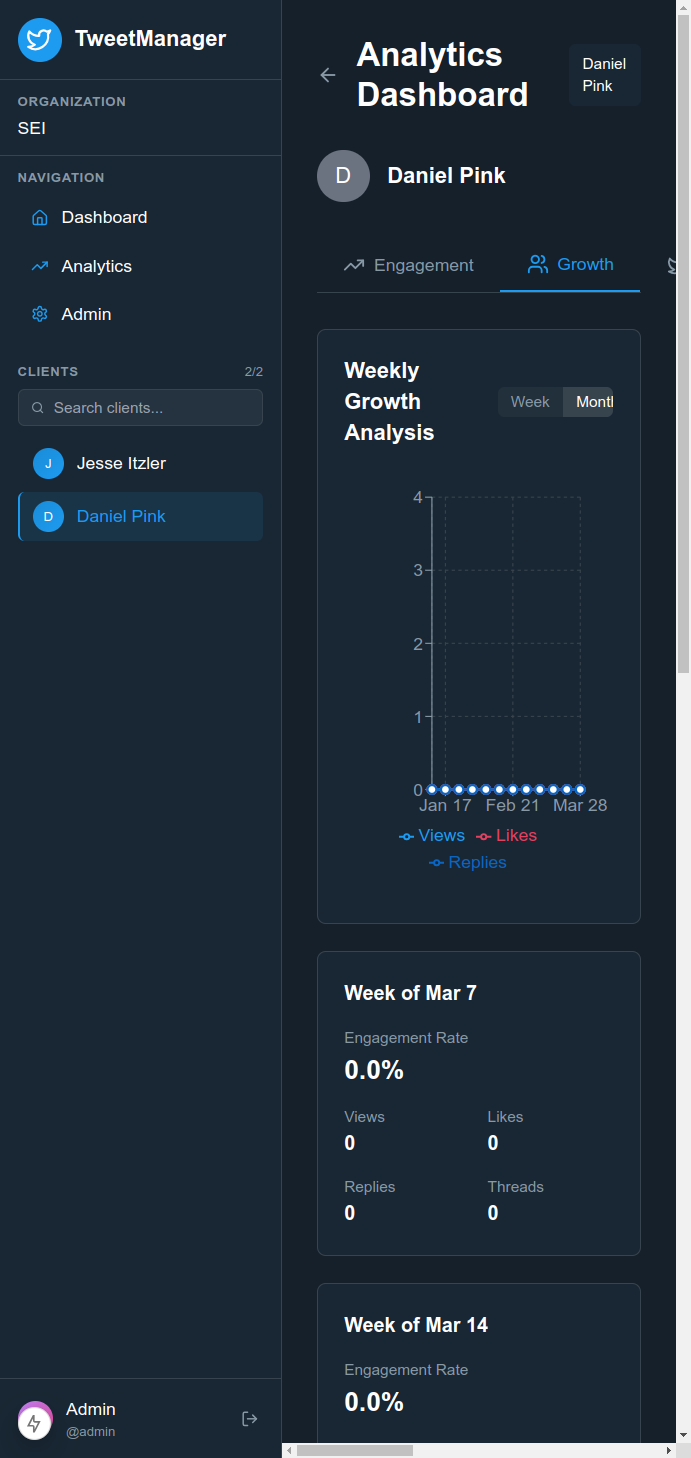 TweetManager
ORGANIZATION
SEI
NAVIGATION
Dashboard
Analytics
Admin
CLIENTS 2/2
Search clients...
J Jesse Itzler
D Daniel Pink
Admin
@admin
Analytics
Dashboard
Daniel
Pink
D Daniel Pink
Engagement Growth
Weekly
Growth
Analysis
Week Month
4
3
2
1
0
Jan 17 Feb 21 Mar 28
Views Likes
Replies
Week of Mar 7
Engagement Rate
0.0%
Views Likes
0 0
Replies Threads
0 0
Week of Mar 14
Engagement Rate
0.0%